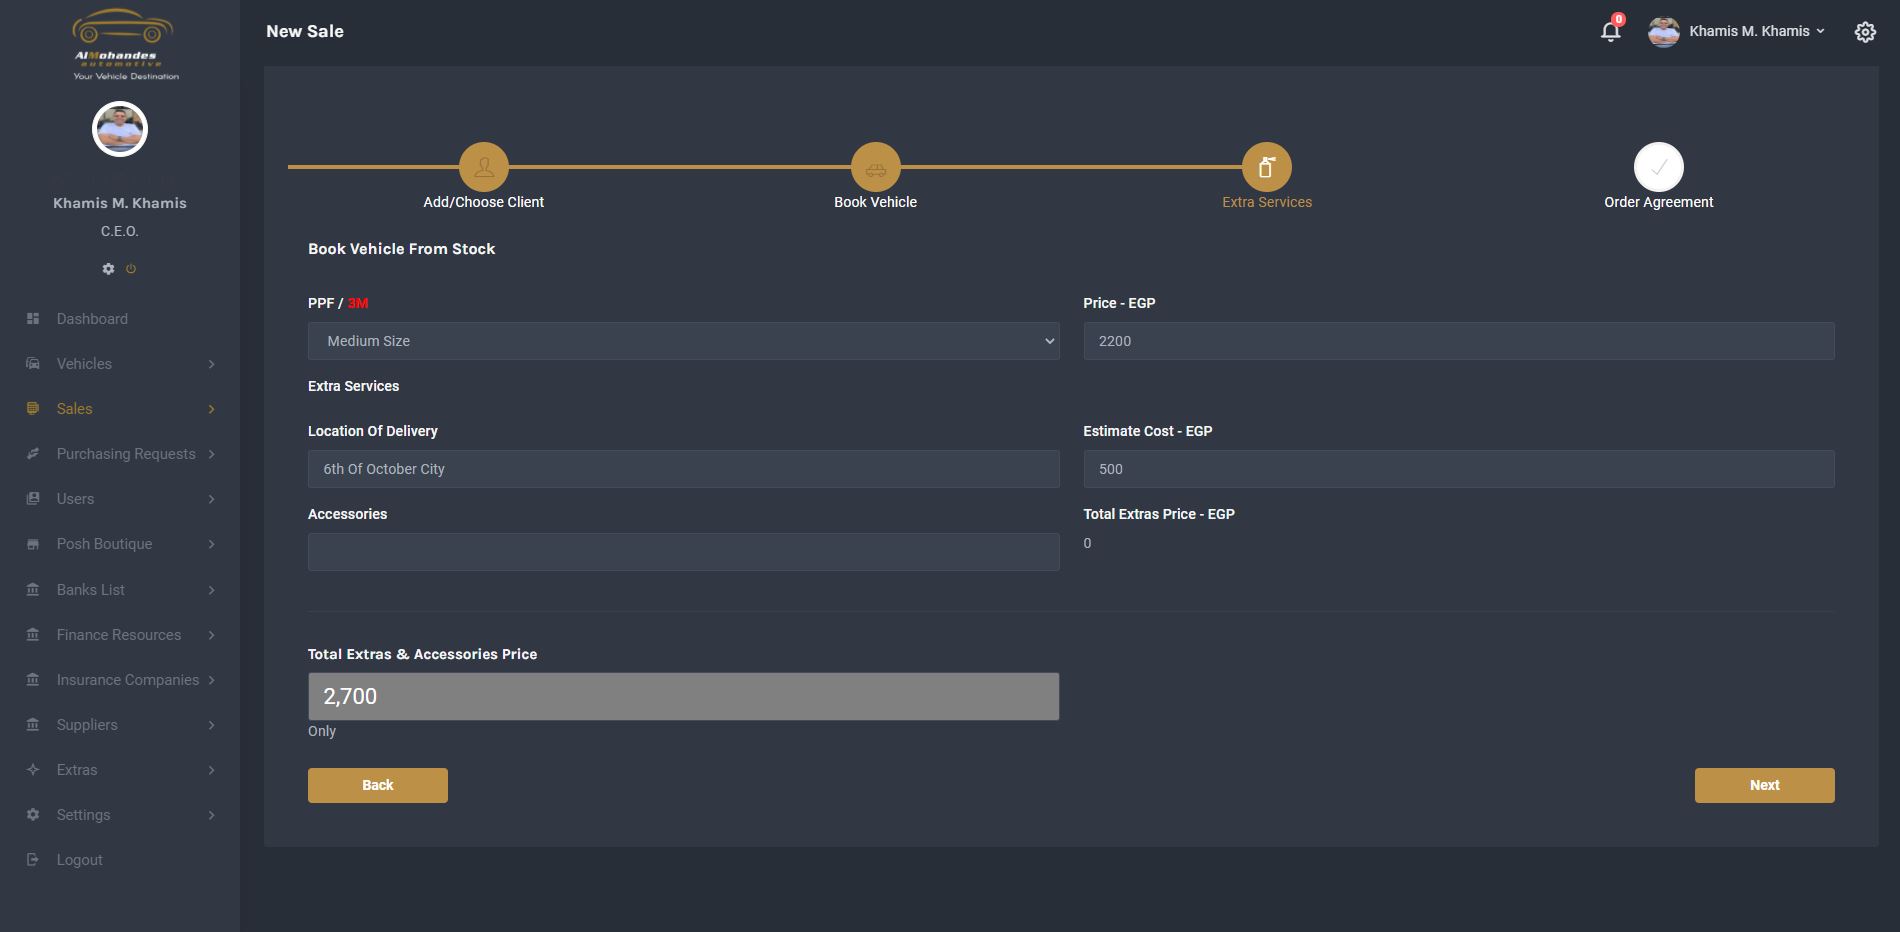 AlMohandes
automotive
Your Vehicle Destination
Khamis M. Khamis
C.E.O.
Dashboard
Vehicles
Sales
Purchasing Requests
Users
Posh Boutique
Banks List
Finance Resources
Insurance Companies
Suppliers
Extras
Settings
Logout
New Sale
0
Khamis M. Khamis
Add/Choose Client
Book Vehicle
Extra Services
Order Agreement
Book Vehicle From Stock
PPF / 3M
Price - EGP
Medium Size
2200
Extra Services
Location Of Delivery
Estimate Cost - EGP
6th Of October City
500
Accessories
Total Extras Price - EGP
0
Total Extras & Accessories Price
2,700
Only
Back
Next